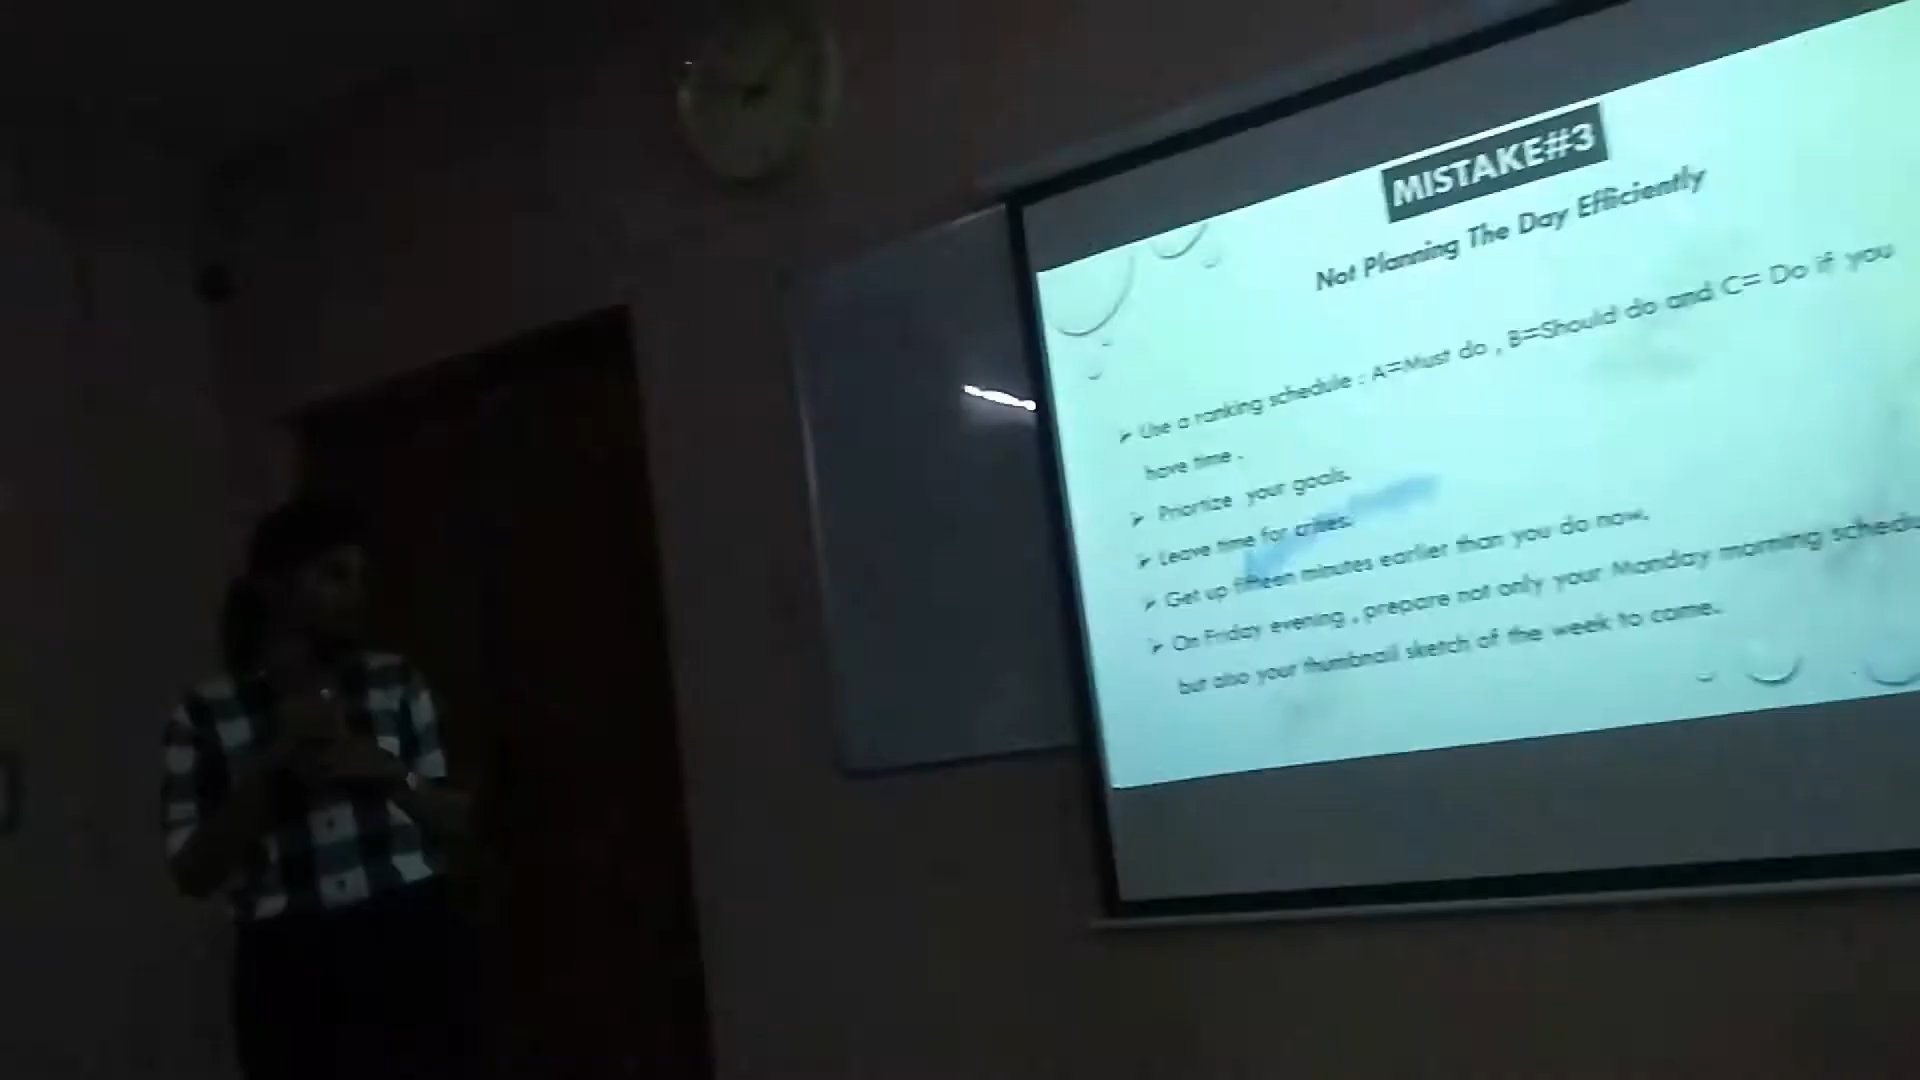 MISTAKE#3
Not Planning The Day Efficiently
Use a ranking schedule : A=Must do , B=Should do and C= Do if you
have time .
Prioritize your goals.
Leave time for crises.
Get up fifteen minutes earlier than you do now.
On Friday evening , prepare not only your Monday morning
but also your thumbnail sketch of the week to come.